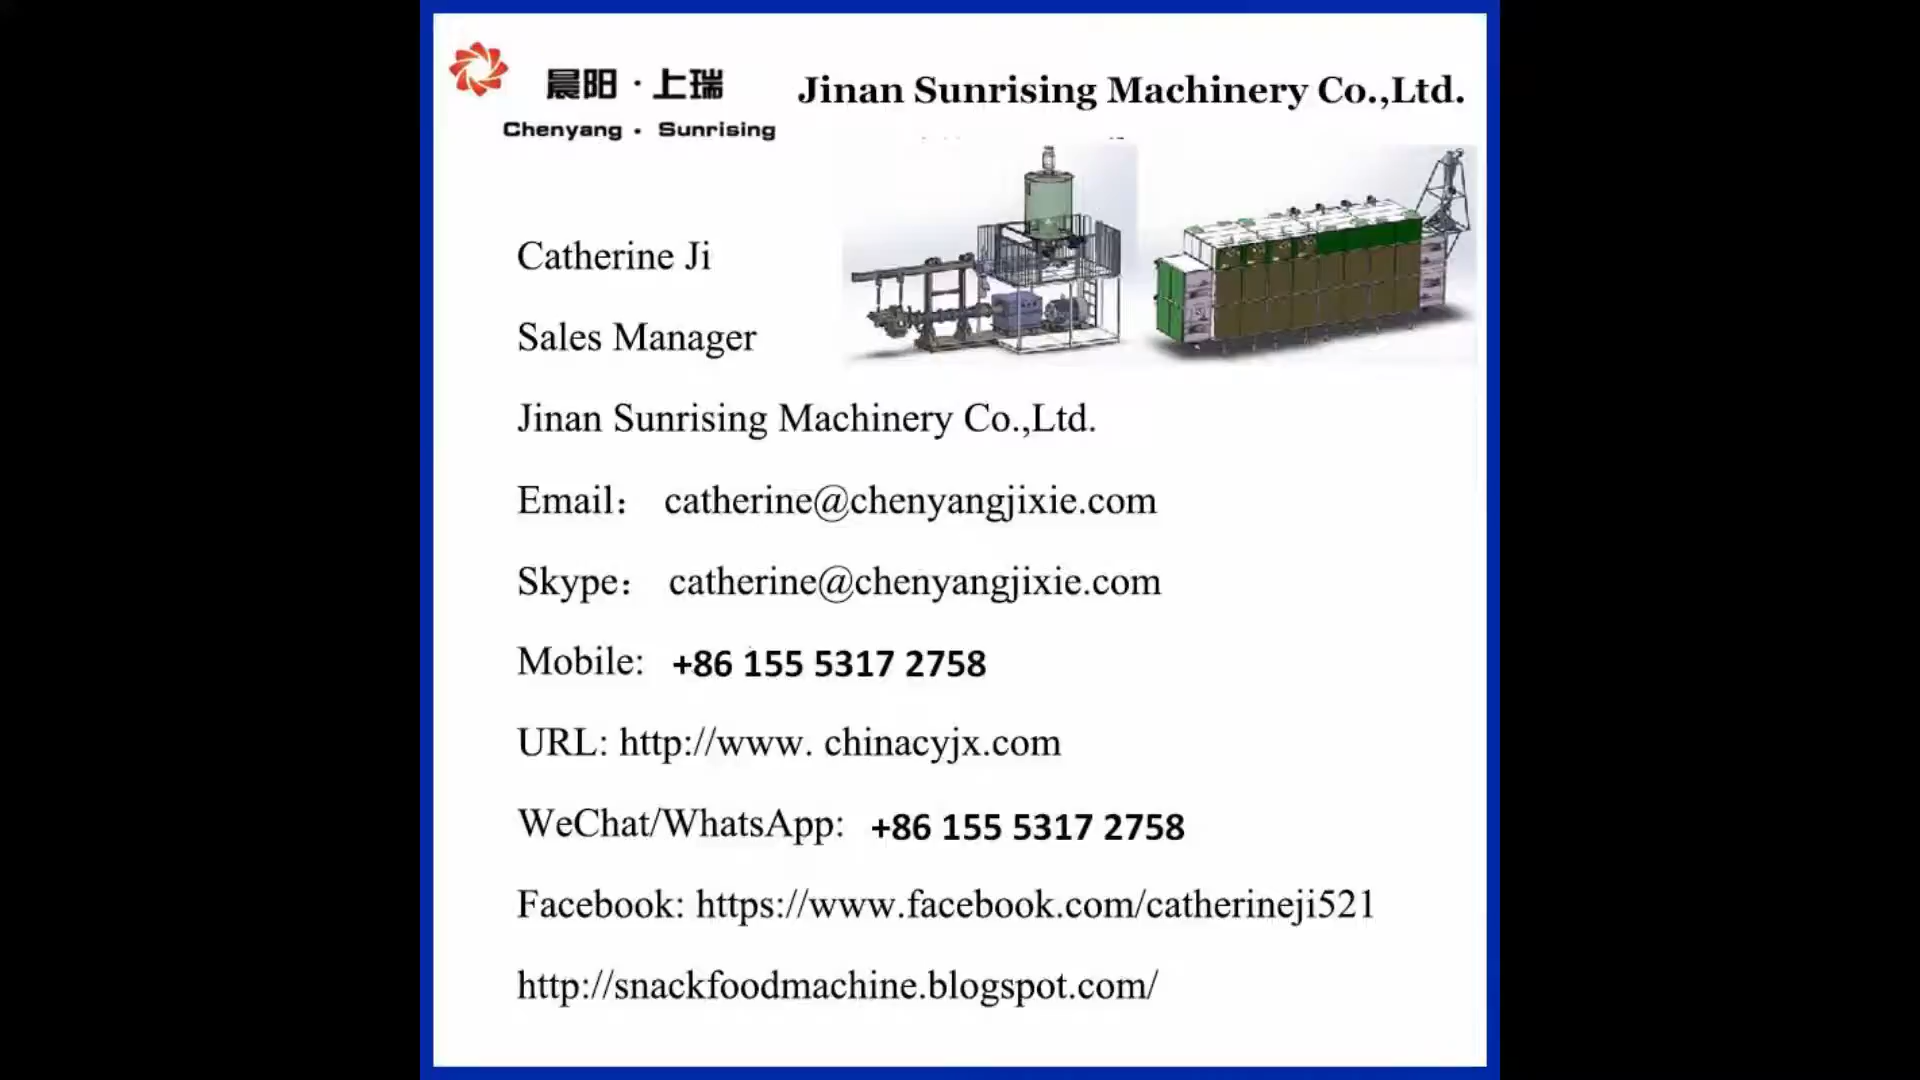 晨阳·上瑞
Chenyang · Sunrising
Jinan Sunrising Machinery Co.,Ltd.
Catherine Ji
Sales Manager
Jinan Sunrising Machinery Co.,Ltd.
Email： catherine@chenyangjixie.com
Skype： catherine@chenyangjixie.com
Mobile: +86 155 5317 2758
URL: http://www. chinacyjx.com
WeChat/WhatsApp: +86 155 5317 2758
Facebook: https://www.facebook.com/catherineji521
http://snackfoodmachine.blogspot.com/